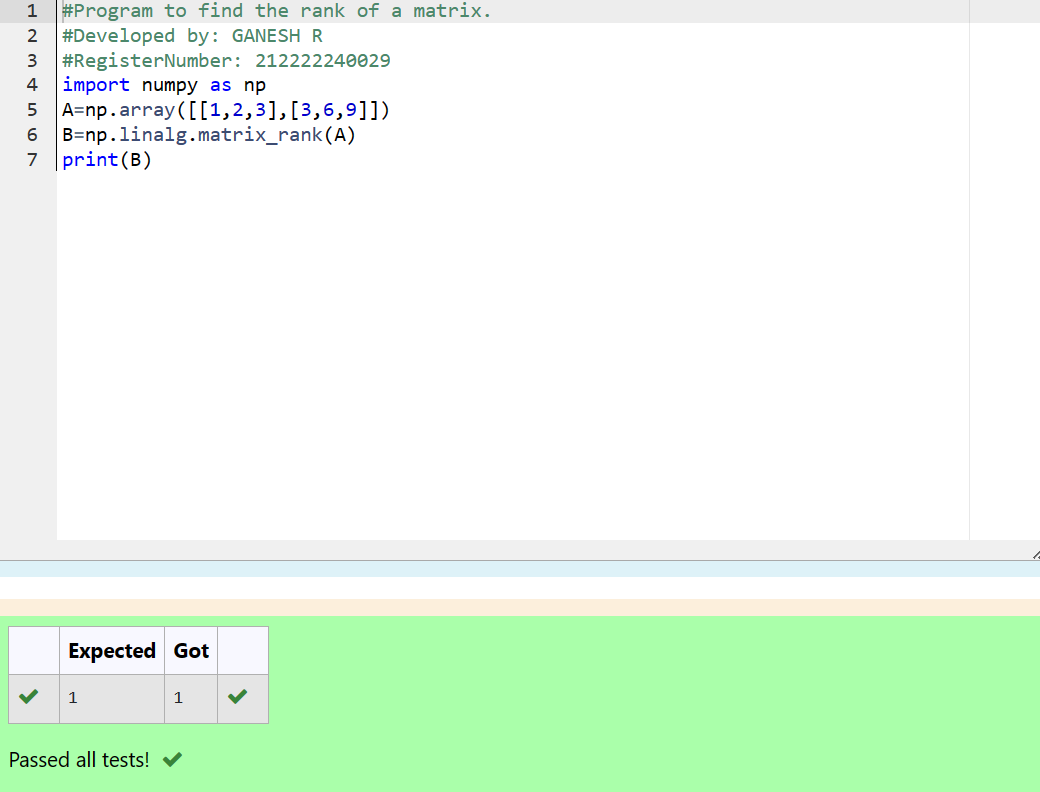 1 #Program to find the rank of a matrix.
2 #Developed by: GANESH R
3 #RegisterNumber: 212222240029
4 import numpy as np
5 A=np.array([[1,2,3],[3,6,9]])
6 B=np.linalg.matrix_rank(A)
7 print(B)
Expected Got
1 1
Passed all tests!